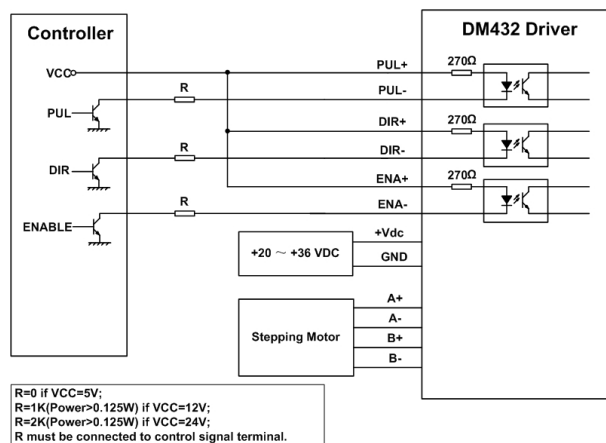 Controller
DM432 Driver
VCC
PUL+
270Ω
R
PUL-
PUL
DIR+
270Ω
R
DIR-
DIR
ENA+
270Ω
R
ENA-
ENABLE
+Vdc
+20 ~ +36 VDC
GND
A+
A-
Stepping Motor
B+
B-
R=0 if VCC=5V;
R=1K(Power>0.125W) if VCC=12V;
R=2K(Power>0.125W) if VCC=24V;
R must be connected to control signal terminal.